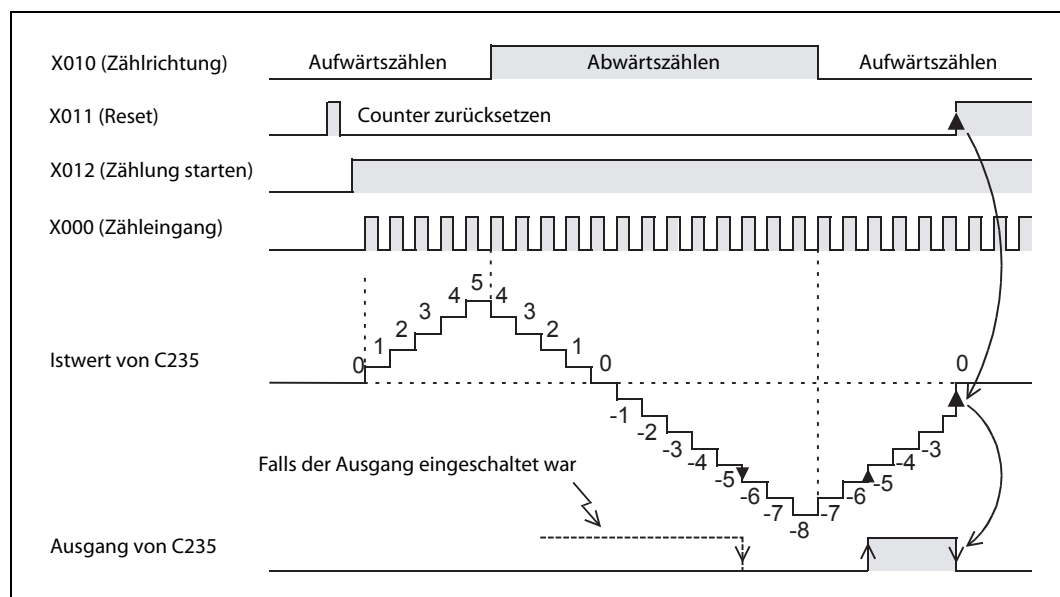 X010 (Zählrichtung)
Aufwärtszählen
Abwärtszählen
Aufwärtszählen
X011 (Reset)
Counter zurücksetzen
X012 (Zählung starten)
X000 (Zähleingang)
Istwert von C235
0
1
2
3
4
5
4
3
2
1
0
-1
-2
-3
-4
-5
-6
-7
-8
-7
-6
-5
-4
-3
0
Falls der Ausgang eingeschaltet war
Ausgang von C235